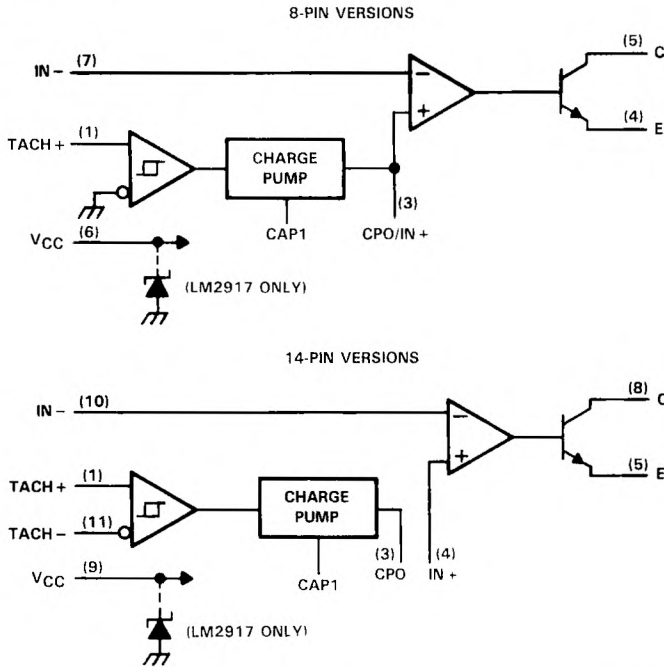 8-PIN VERSIONS
IN− (7)
(5) C
(4) E
−
+
TACH+ (1)
CHARGE
PUMP
(3)
CAP1
CPO/IN+
VCC (6)
(LM2917 ONLY)
14-PIN VERSIONS
IN− (10)
(8) C
(5) E
−
+
TACH+ (1)
TACH− (11)
CHARGE
PUMP
(3)
CPO
(4)
IN+
CAP1
VCC (9)
(LM2917 ONLY)